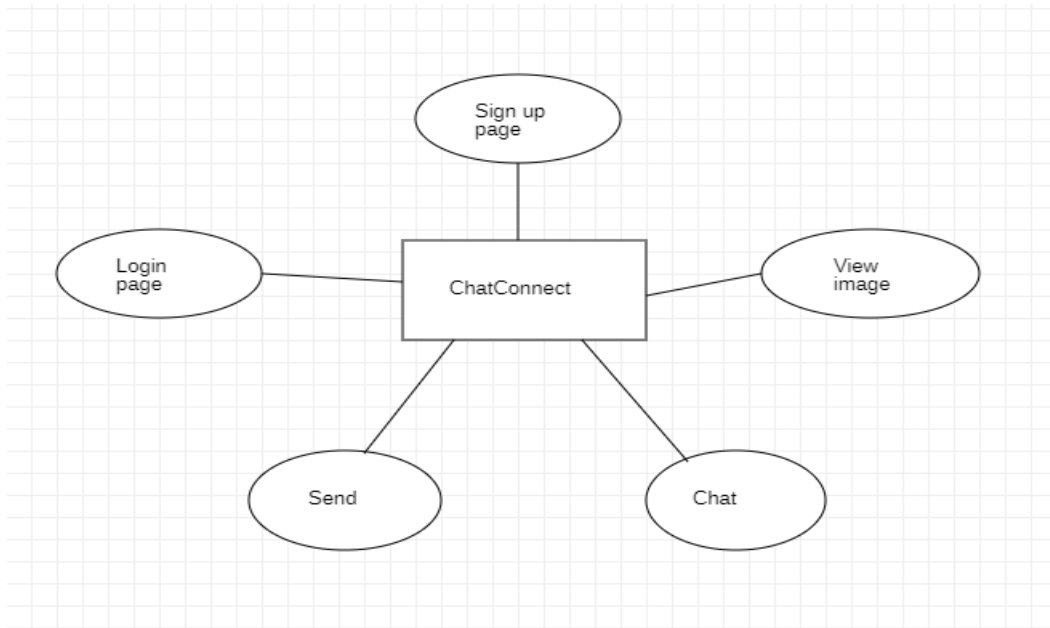 Sign up
page
Login
page
ChatConnect
View
image
Send
Chat